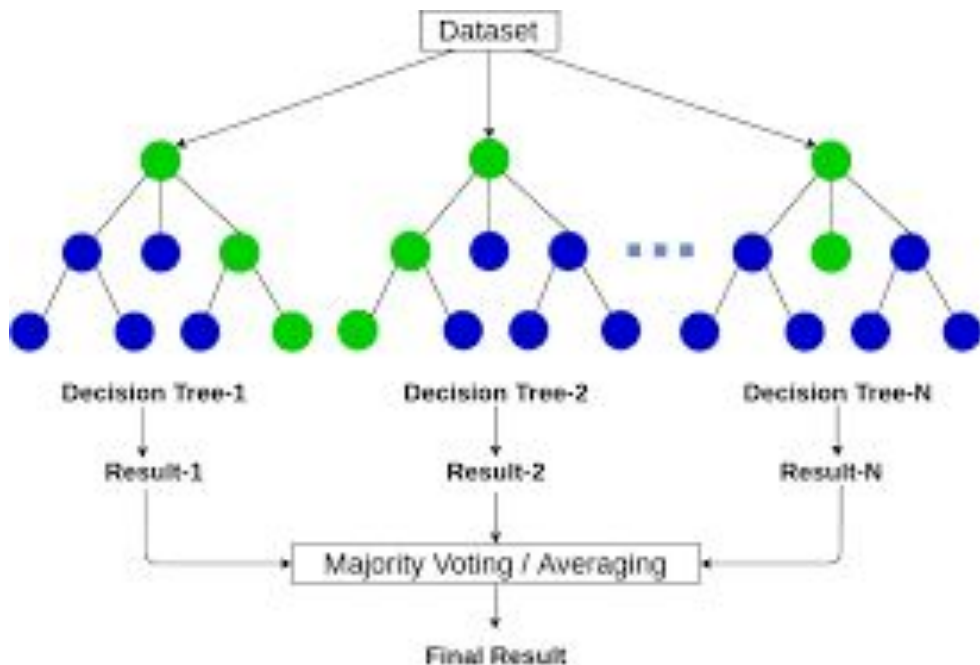 Dataset
Decision Tree-1
Decision Tree-2
Decision Tree-N
Result-1
Result-2
Result-N
Majority Voting / Averaging
Final Result